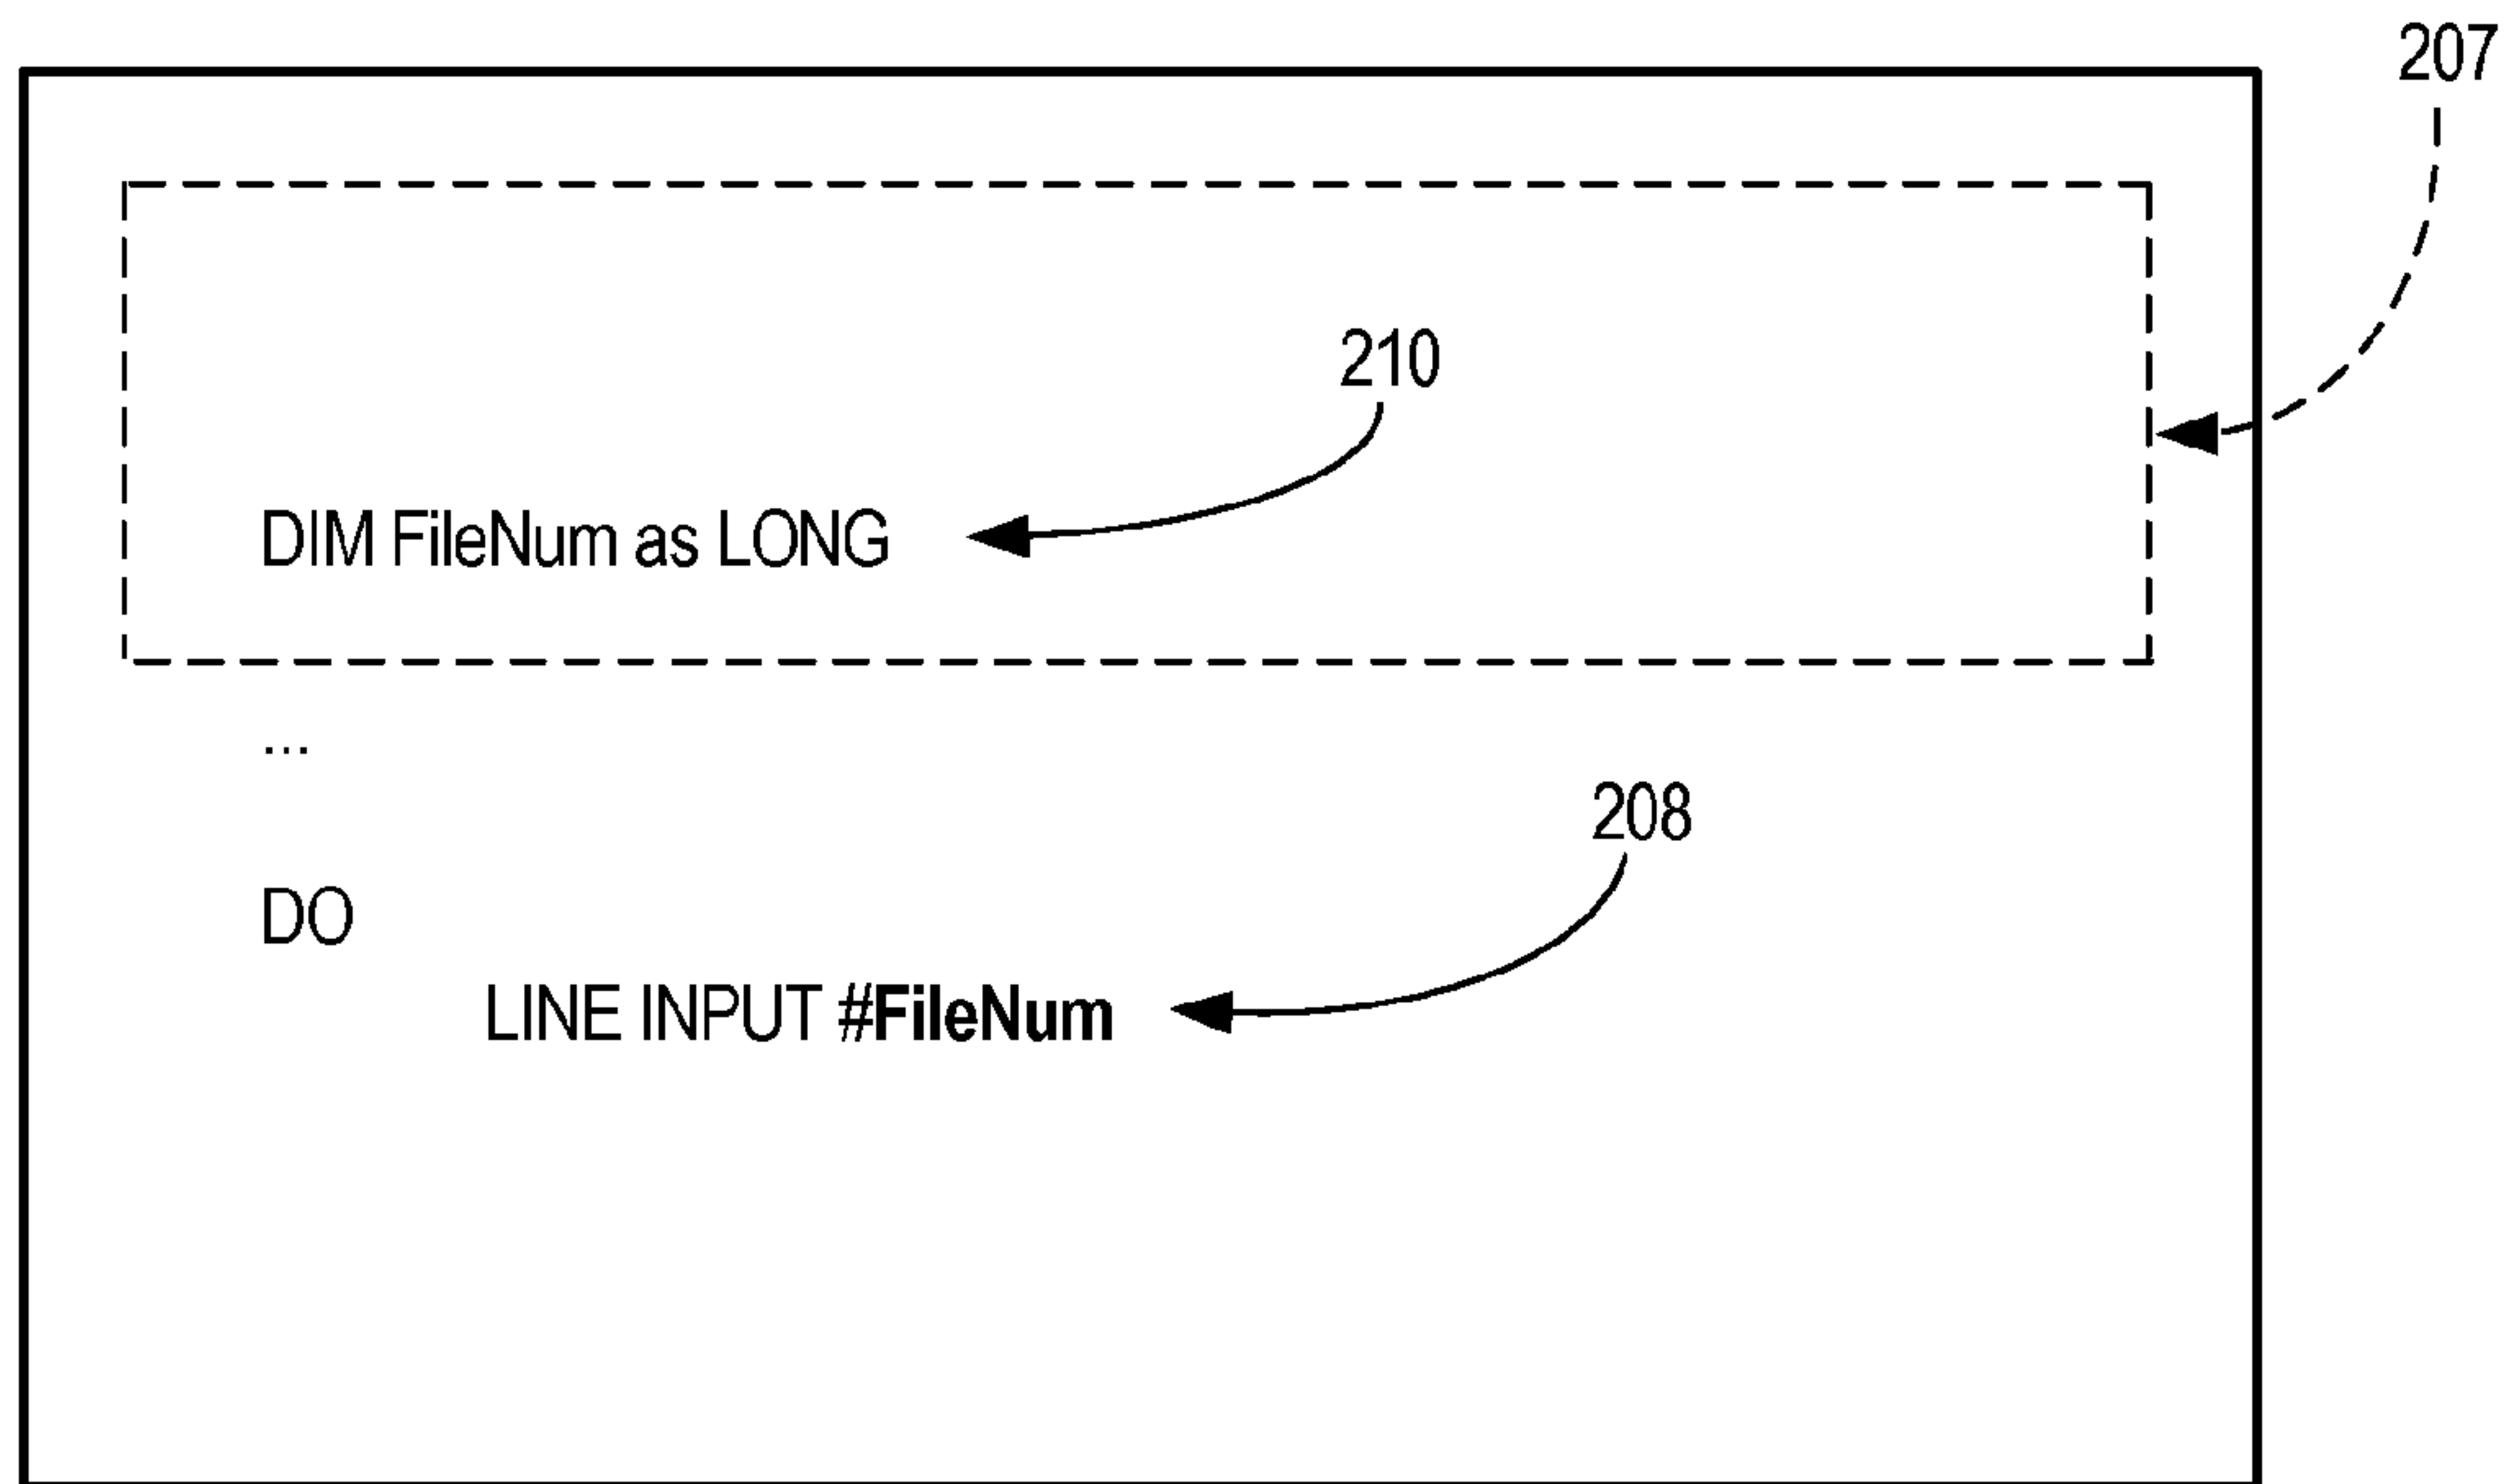 207
210
DIM FileNum as LONG
...
208
DO
LINE INPUT #FileNum